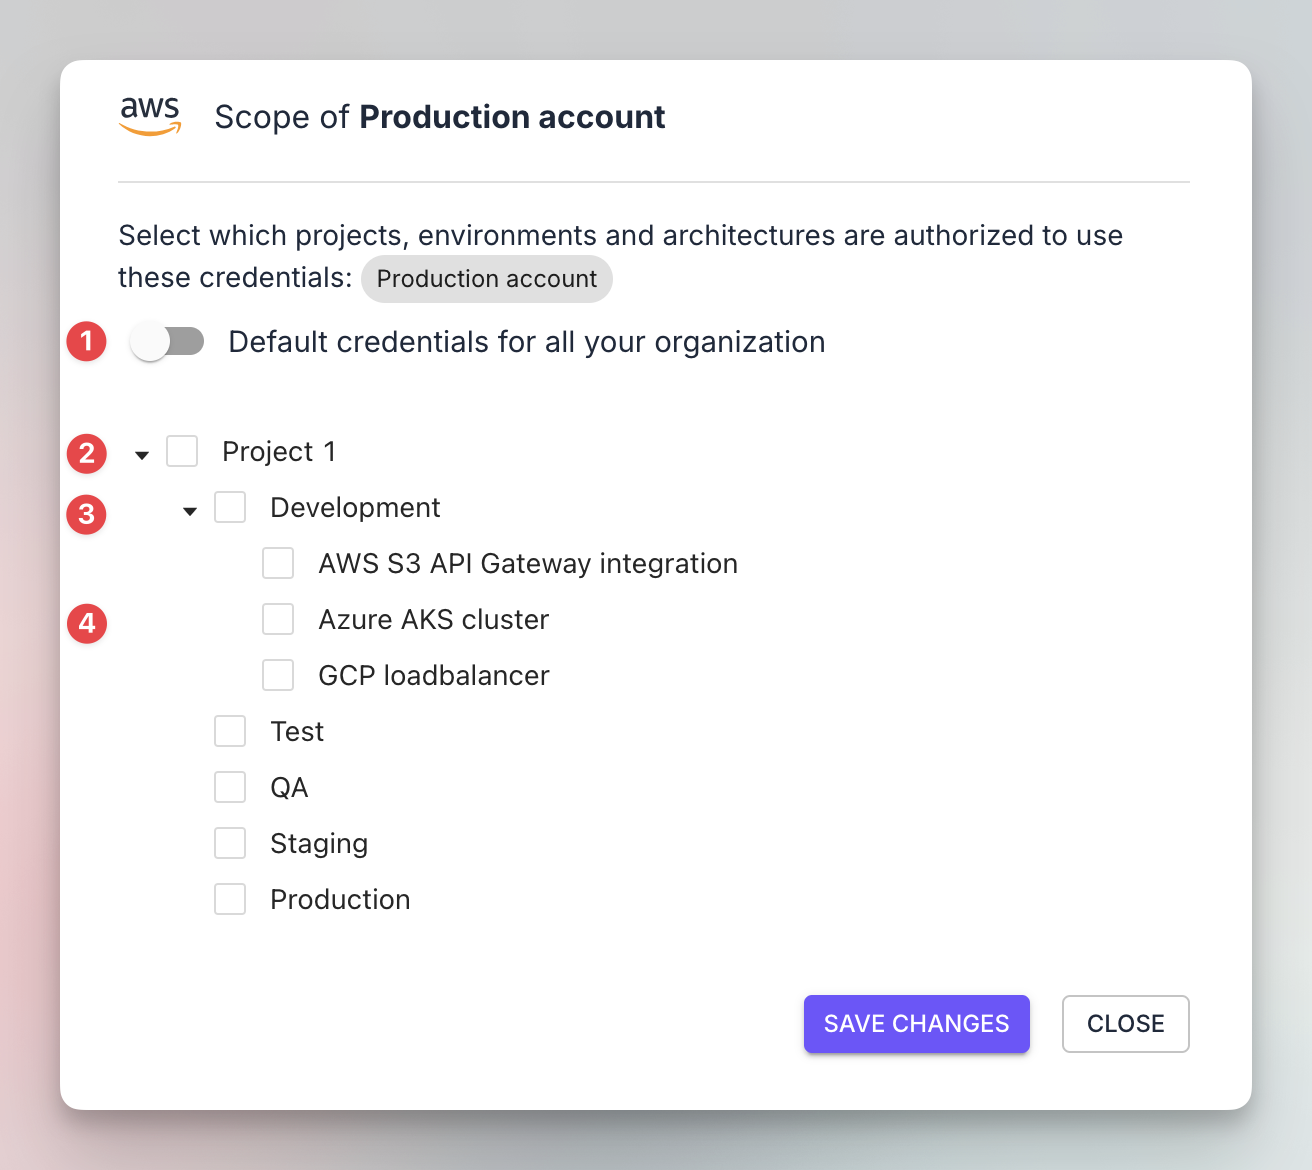 aws
Scope of Production account
Select which projects, environments and architectures are authorized to use
these credentials: Production account
1 Default credentials for all your organization
2 Project 1
3 Development
AWS S3 API Gateway integration
4 Azure AKS cluster
GCP loadbalancer
Test
QA
Staging
Production
SAVE CHANGES CLOSE